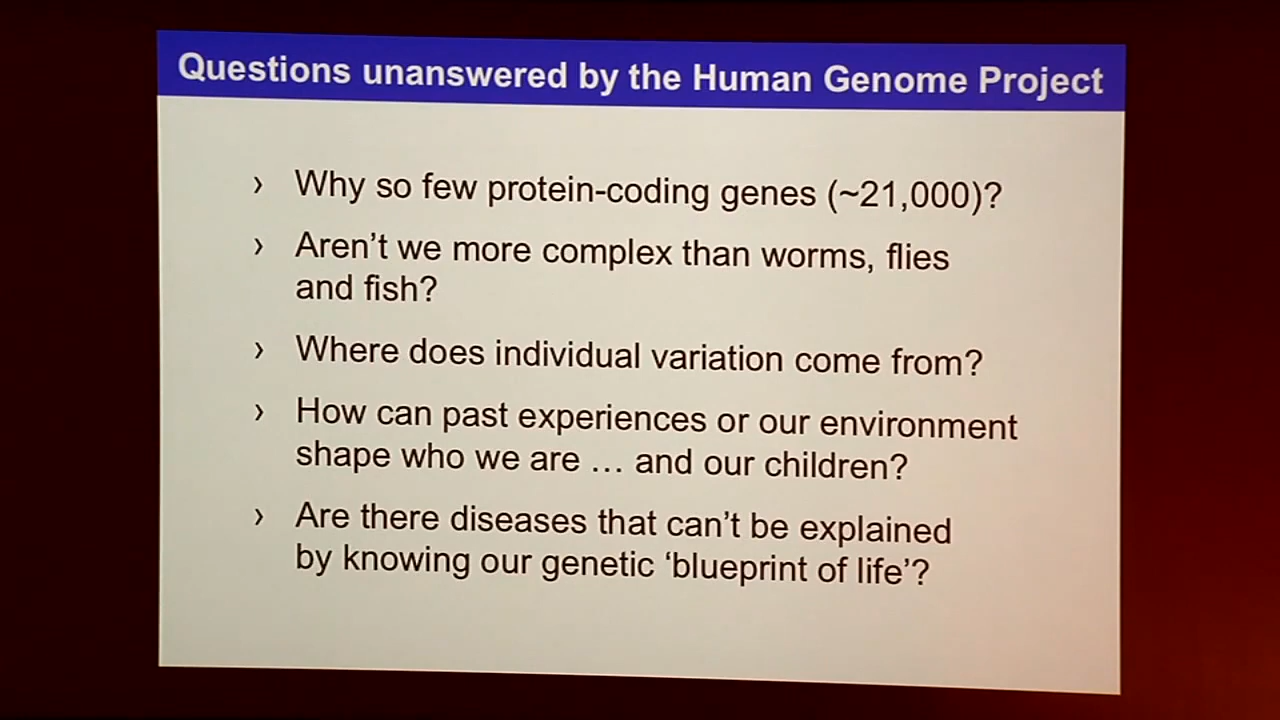 Questions unanswered by the Human Genome Project
› Why so few protein-coding genes (~21,000)?
› Aren’t we more complex than worms, flies
and fish?
› Where does individual variation come from?
› How can past experiences or our environment
shape who we are … and our children?
› Are there diseases that can’t be explained
by knowing our genetic ‘blueprint of life’?